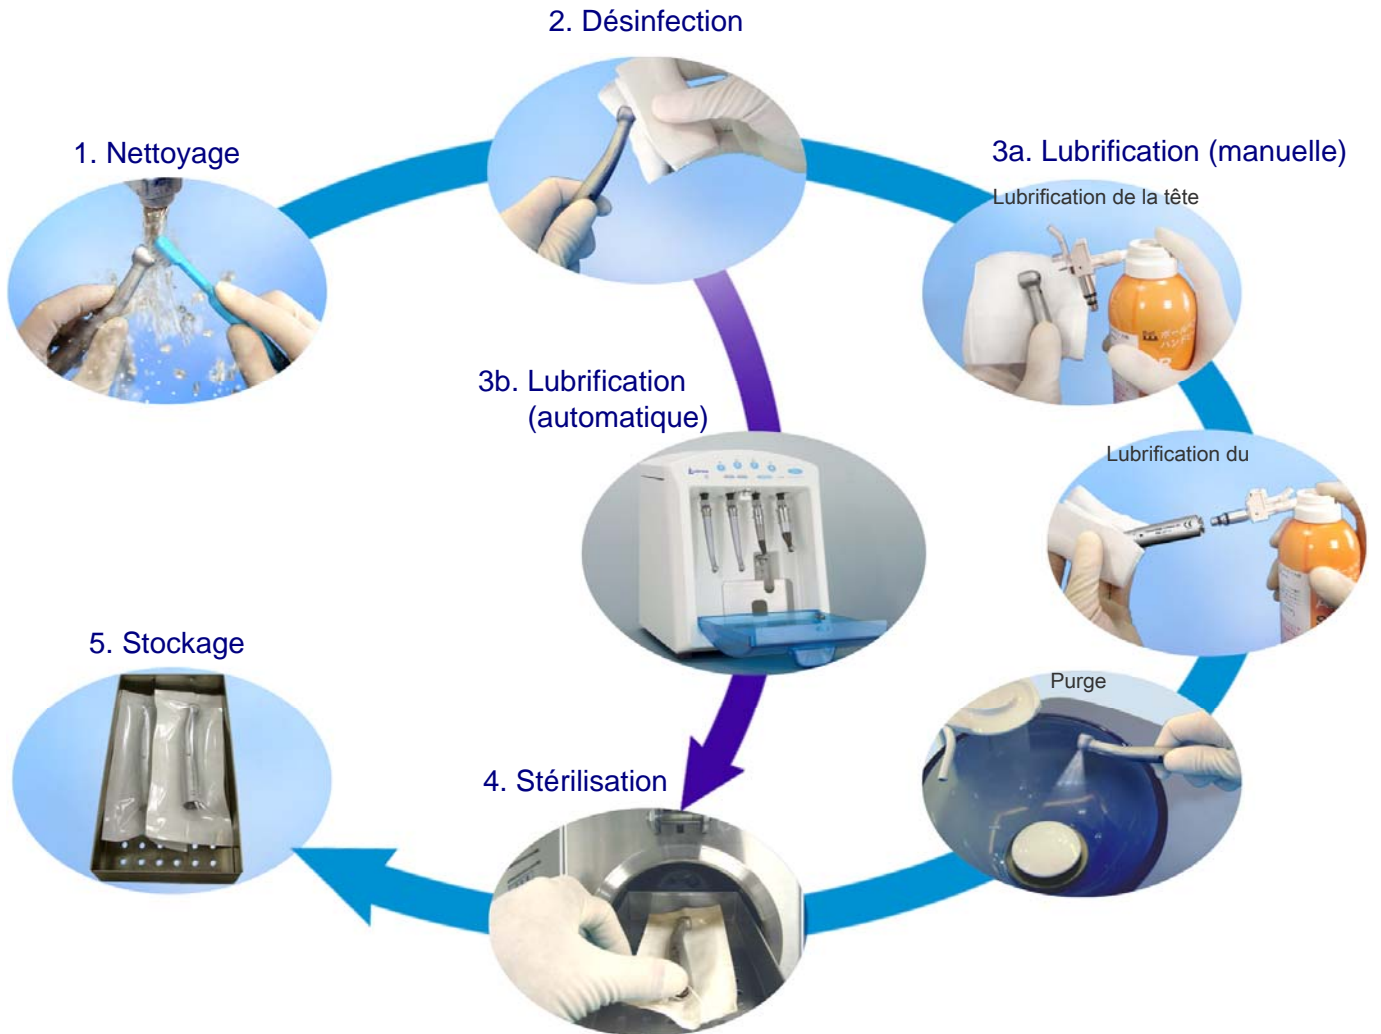 2. Désinfection
1. Nettoyage
3a. Lubrification (manuelle)
Lubrification de la tête
3b. Lubrification
(automatique)
Lubrification du
5. Stockage
Purge
4. Stérilisation